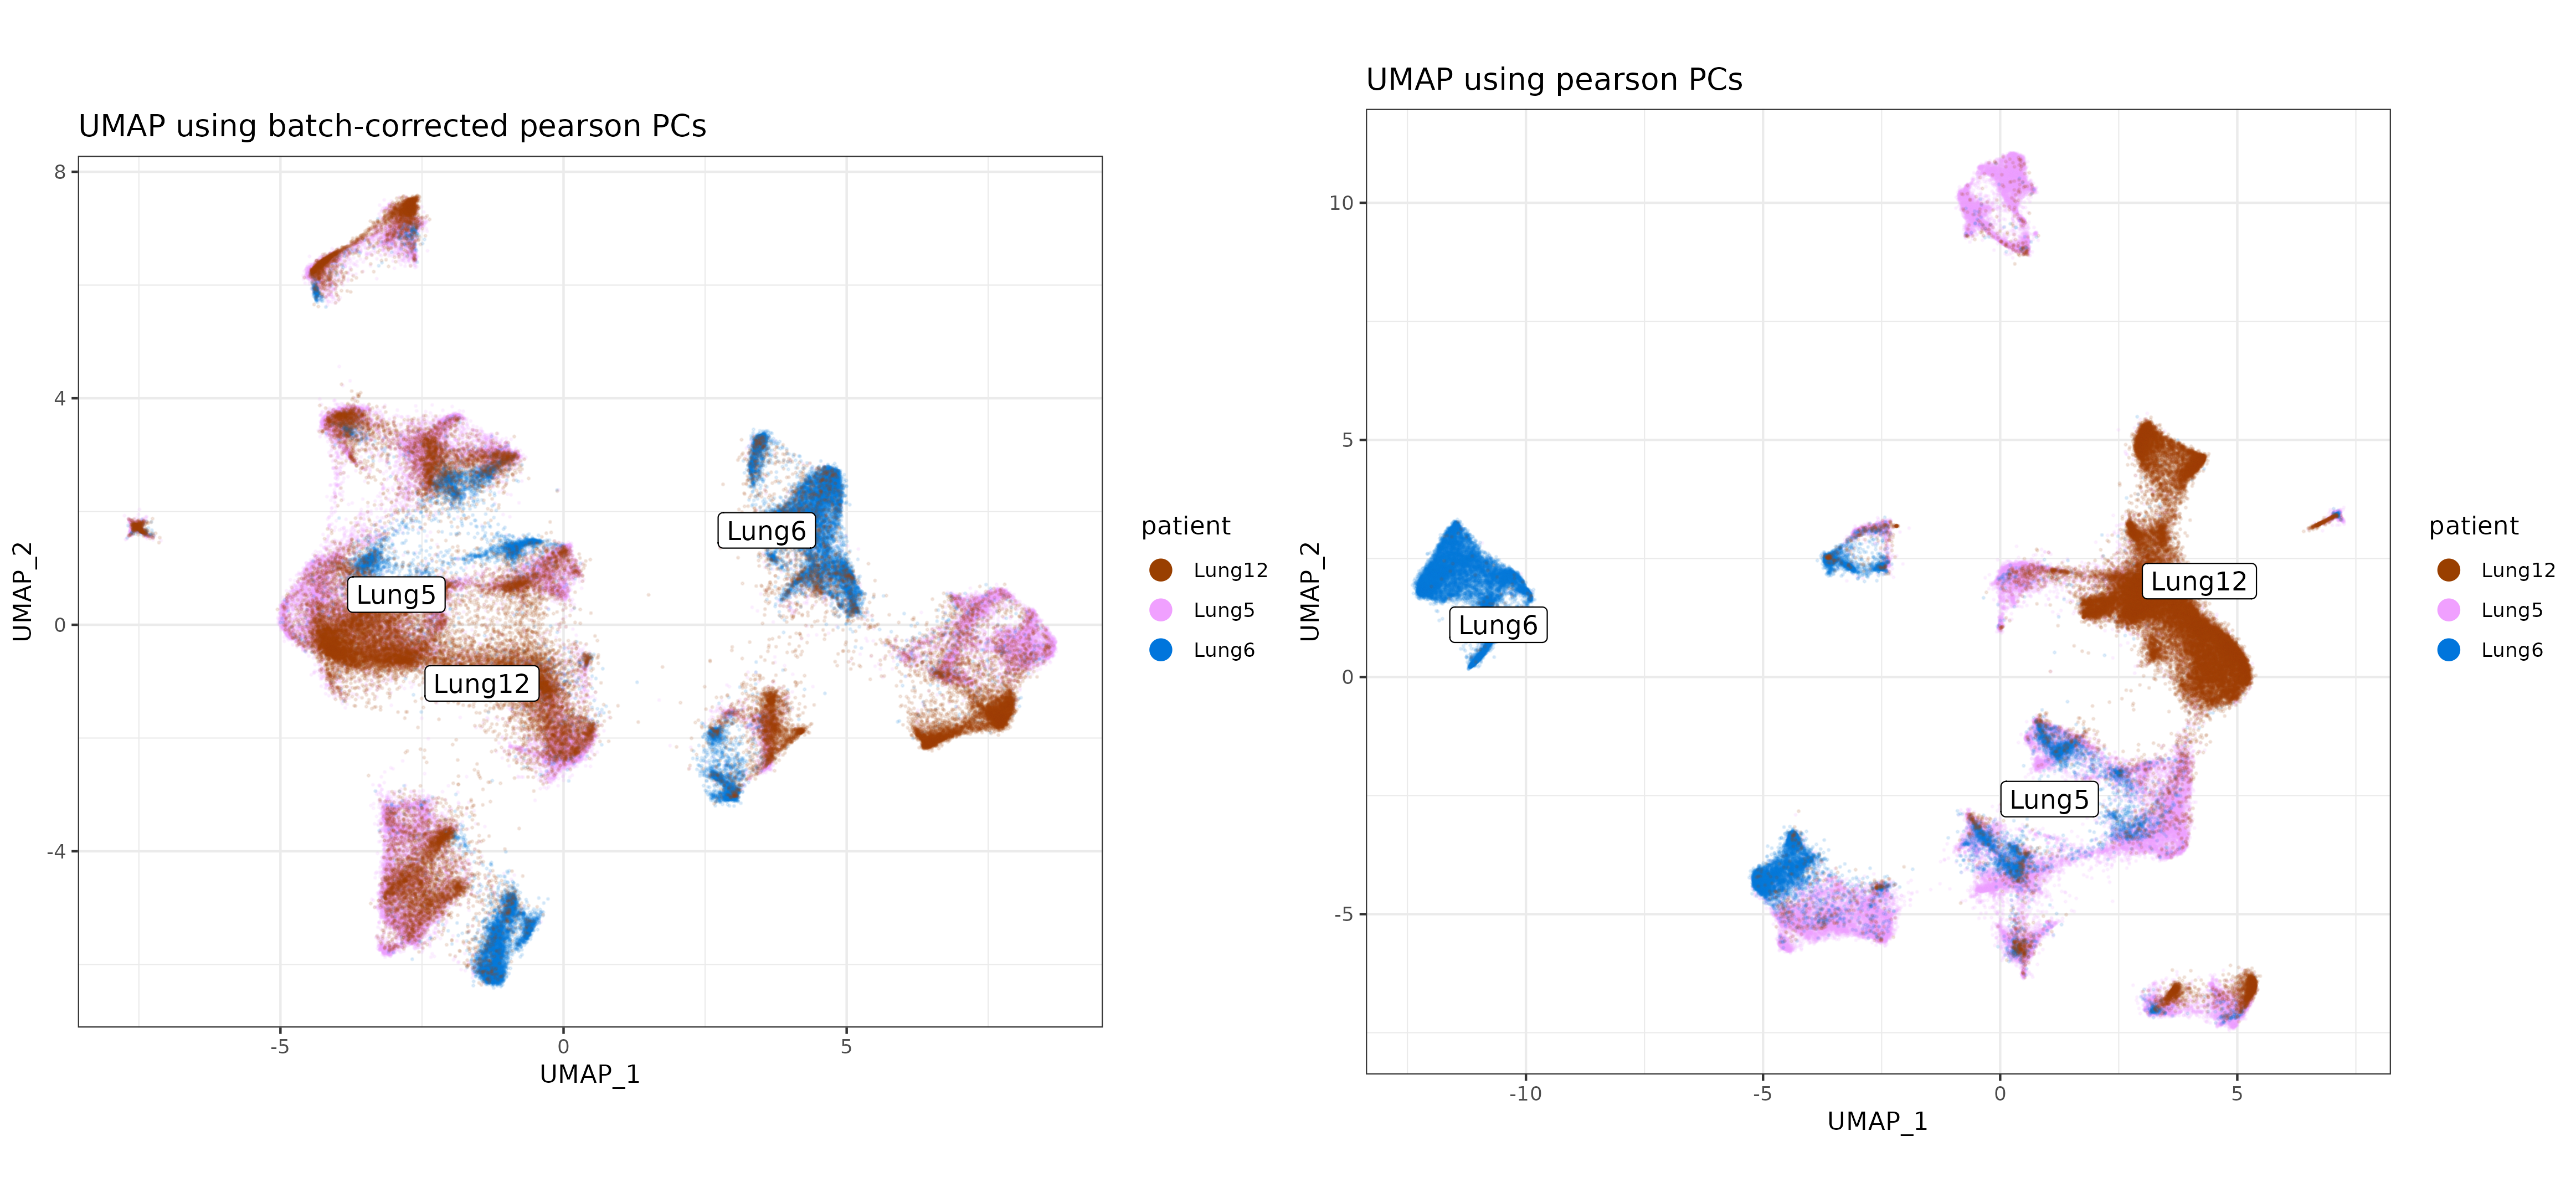 UMAP using batch-corrected pearson PCs
8
4
0
-4
-5
0
5
UMAP_1
UMAP_2
Lung6
Lung5
Lung12
patient
Lung12
Lung5
Lung6
UMAP using pearson PCs
10
5
0
-5
-10
-5
0
5
UMAP_1
UMAP_2
Lung12
Lung6
Lung5
patient
Lung12
Lung5
Lung6